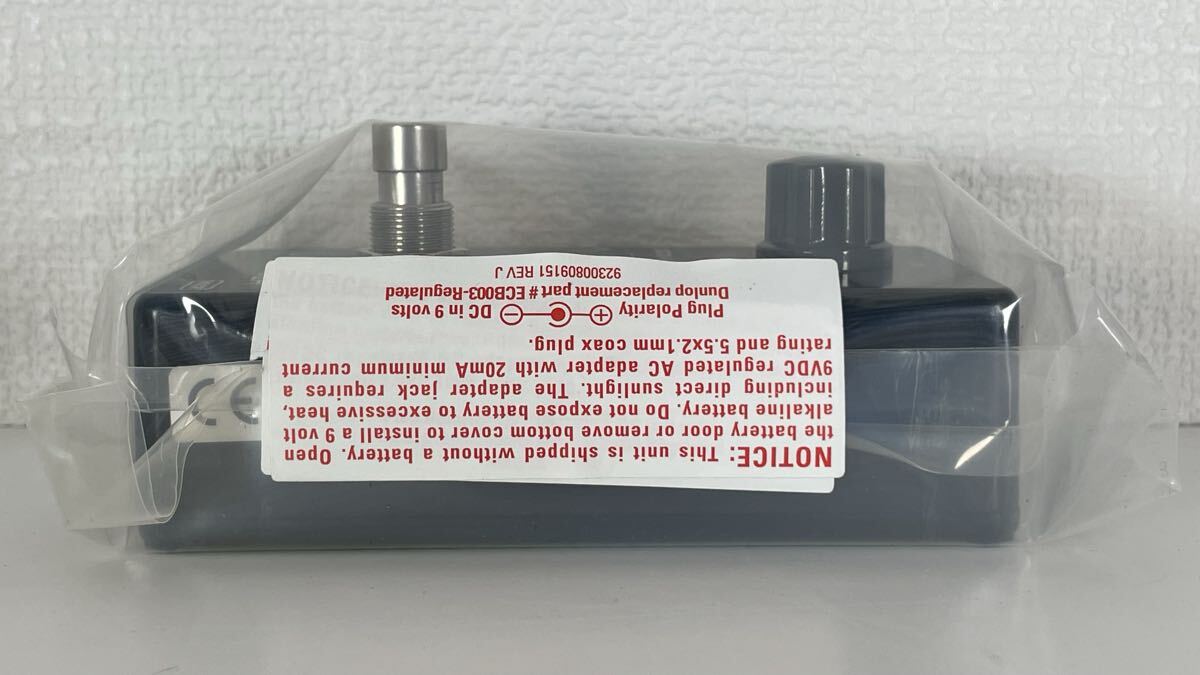 NOTICE: This unit is shipped without a battery. Open
the battery door or remove bottom cover to install a 9 volt
alkaline battery. Do not expose battery to excessive heat,
including direct sunlight. The adapter jack requires a
9VDC regulated AC adapter with 20mA minimum current
rating and 5.5x2.1mm coax plug.
Plug Polarity + − DC in 9 volts
Dunlop replacement part # ECB003-Regulated
92300809151 REV J
CE